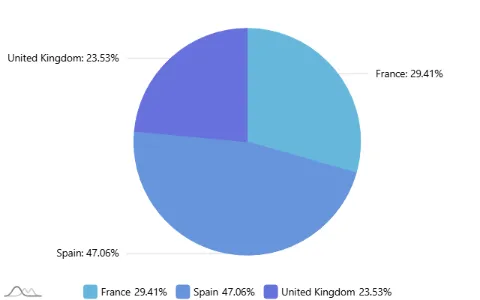 United Kingdom: 23.53%
France: 29.41%
Spain: 47.06%
France 29.41% Spain 47.06% United Kingdom 23.53%